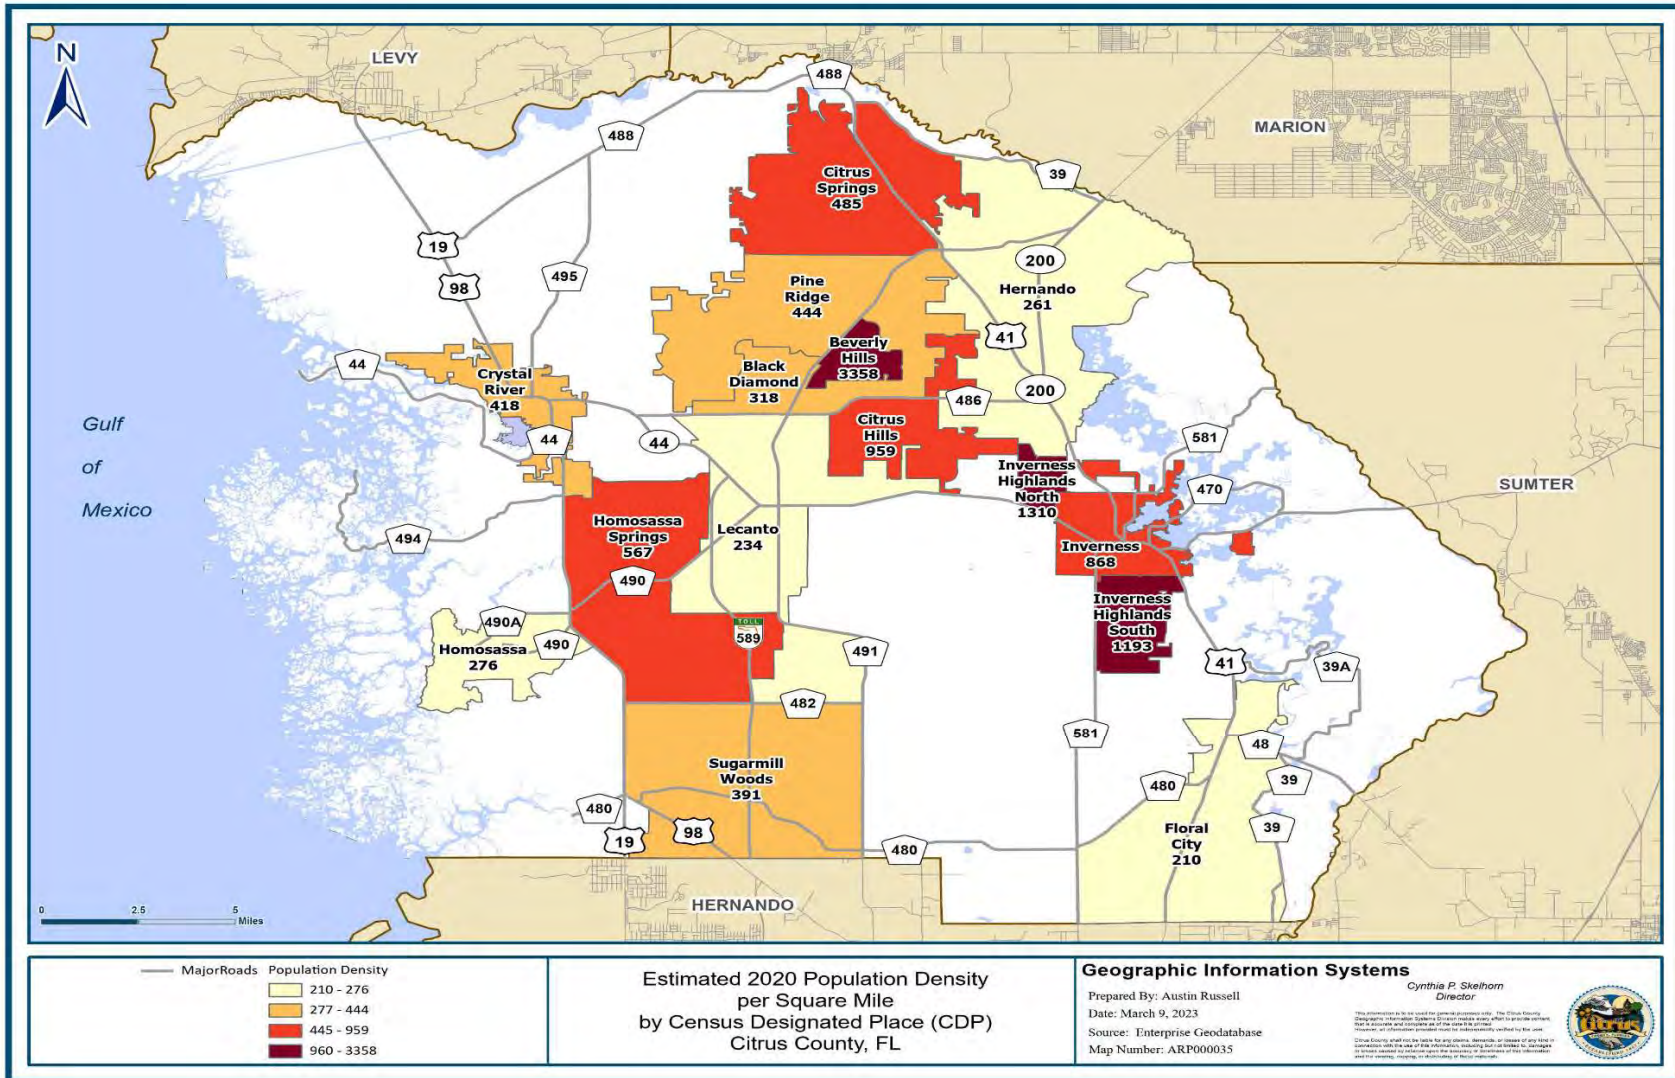 N
LEVY
MARION
SUMTER
HERNANDO
Gulf
of
Mexico
488
488
39
19
98
495
200
41
200
486
44
44
44
581
470
494
490
490A
490
TOLL
589
491
482
41
39A
581
48
480
39
39
480
19
98
480
Citrus
Springs
485
Pine
Ridge
444
Hernando
261
Beverly
Hills
3358
Black
Diamond
318
Crystal
River
418
Citrus
Hills
959
Inverness
Highlands
North
1310
Homosassa
Springs
567
Lecanto
234
Inverness
868
Inverness
Highlands
South
1193
Homosassa
276
Sugarmill
Woods
391
Floral
City
210
0 2.5 5
Miles
MajorRoads
Population Density
210 - 276
277 - 444
445 - 959
960 - 3358
Estimated 2020 Population Density
per Square Mile
by Census Designated Place (CDP)
Citrus County, FL
Geographic Information Systems
Prepared By: Austin Russell
Date: March 9, 2023
Source: Enterprise Geodatabase
Map Number: ARP000035
Cynthia P. Skelhorn
Director
Citrus